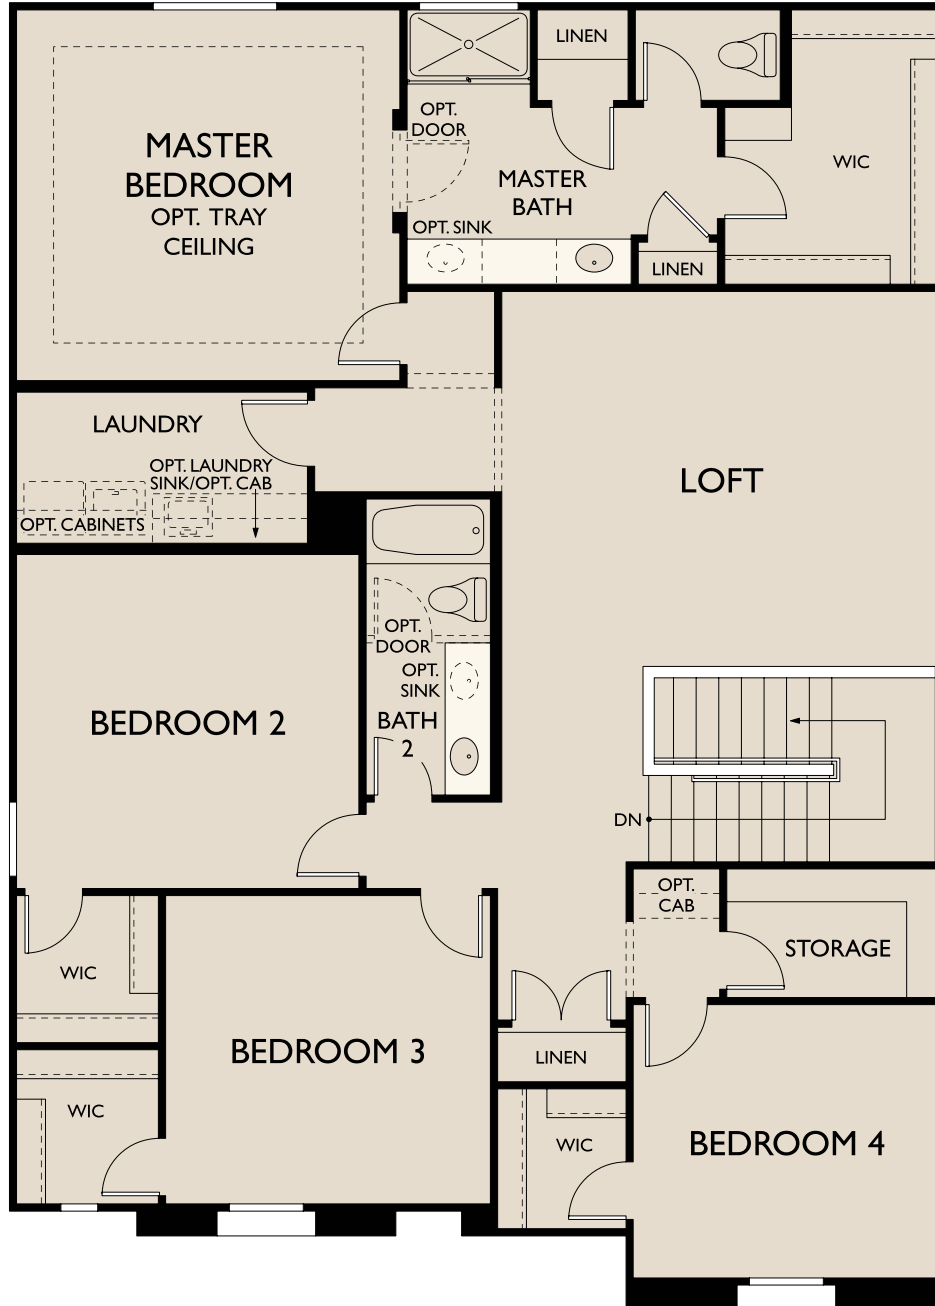 LINEN
OPT.
DOOR
MASTER
BEDROOM
OPT. TRAY
CEILING
WIC
MASTER
BATH
OPT. SINK
LINEN
LAUNDRY
OPT. LAUNDRY
SINK/OPT. CAB
OPT. CABINETS
LOFT
OPT.
DOOR
OPT.
SINK
BATH
2
BEDROOM 2
DN
OPT.
CAB
STORAGE
WIC
BEDROOM 3
LINEN
WIC
WIC
BEDROOM 4